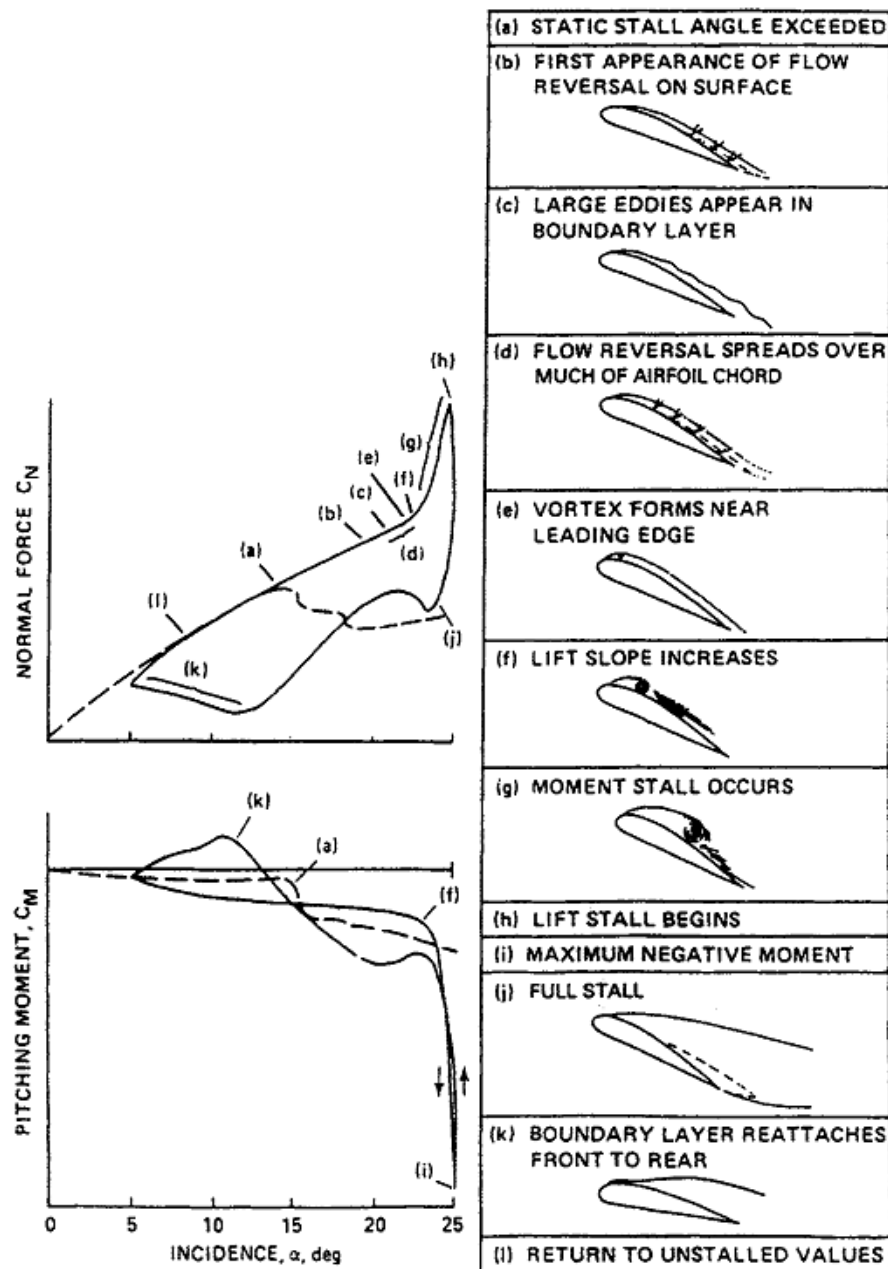 NORMAL FORCE C_N
(a)
(b)
(c)
(d)
(e)
(f)
(g)
(h)
(j)
(k)
(l)
PITCHING MOMENT, C_M
(k)
(a)
(f)
(i)
0 5 10 15 20 25
INCIDENCE, α, deg
(a) STATIC STALL ANGLE EXCEEDED
(b) FIRST APPEARANCE OF FLOW
REVERSAL ON SURFACE
(c) LARGE EDDIES APPEAR IN
BOUNDARY LAYER
(d) FLOW REVERSAL SPREADS OVER
MUCH OF AIRFOIL CHORD
(e) VORTEX FORMS NEAR
LEADING EDGE
(f) LIFT SLOPE INCREASES
(g) MOMENT STALL OCCURS
(h) LIFT STALL BEGINS
(i) MAXIMUM NEGATIVE MOMENT
(j) FULL STALL
(k) BOUNDARY LAYER REATTACHES
FRONT TO REAR
(l) RETURN TO UNSTALLED VALUES